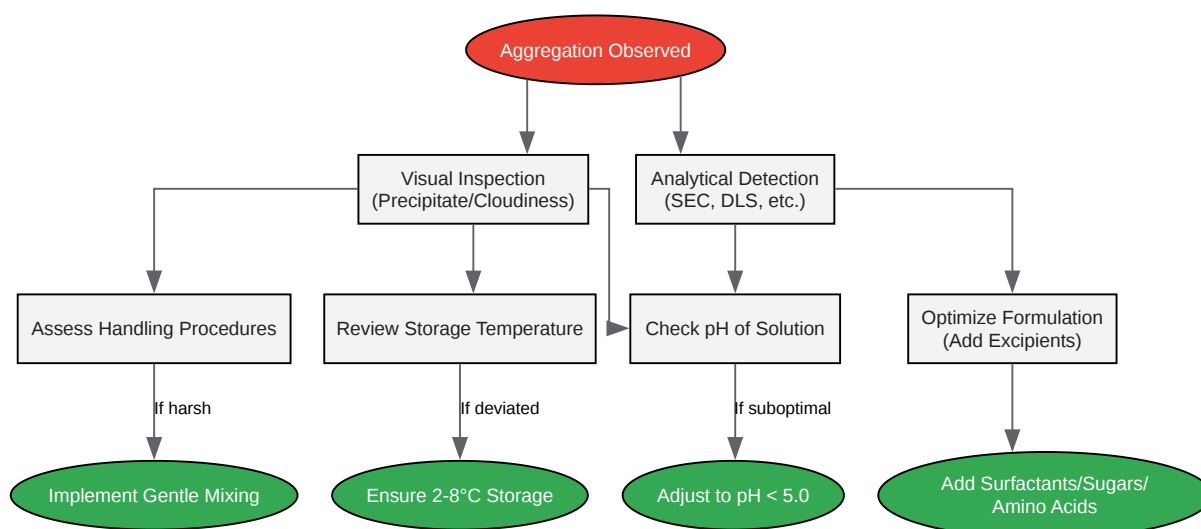 Aggregation Observed
Visual Inspection
(Precipitate/Cloudiness)
Analytical Detection
(SEC, DLS, etc.)
Assess Handling Procedures
Review Storage Temperature
Check pH of Solution
Optimize Formulation
(Add Excipients)
If harsh
If deviated
If suboptimal
Implement Gentle Mixing
Ensure 2-8°C Storage
Adjust to pH < 5.0
Add Surfactants/Sugars/
Amino Acids